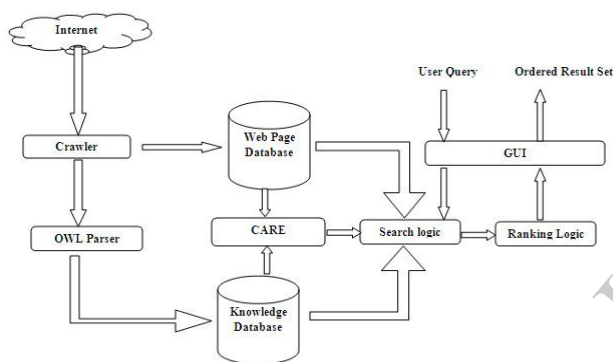 Internet
User Query
Ordered Result Set
Web Page
Database
Crawler
GUI
OWL Parser
CARE
Search logic
Ranking Logic
Knowledge
Database